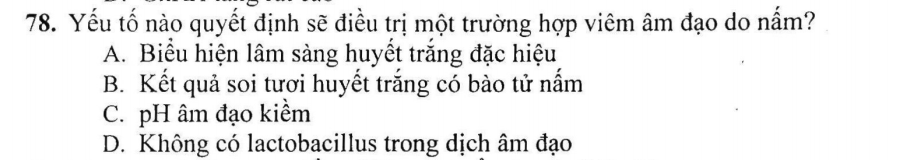 78. Yếu tố nào quyết định sẽ điều trị một trường hợp viêm âm đạo do nấm?
A. Biểu hiện lâm sàng huyết trắng đặc hiệu
B. Kết quả soi tươi huyết trắng có bào tử nấm
C. pH âm đạo kiềm
D. Không có lactobacillus trong dịch âm đạo